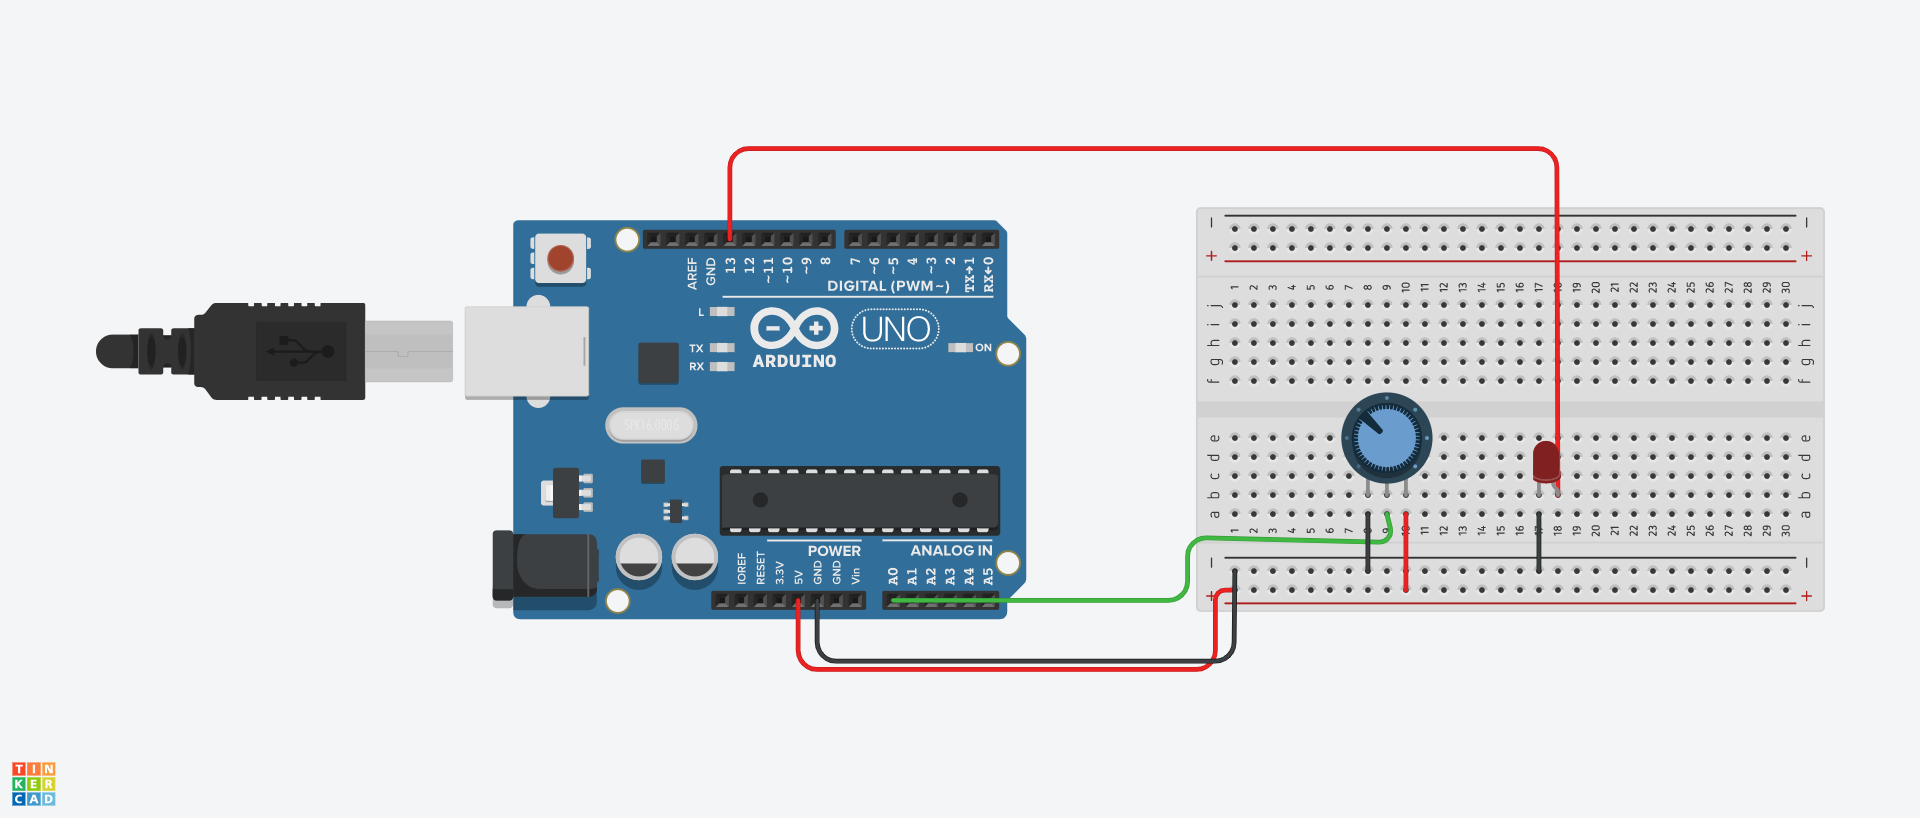 AREF
GND
13
12
~11
~10
~9
8
7
~6
~5
4
~3
2
TX→1
RX←0
DIGITAL (PWM~)
L
TX
RX
ARDUINO
UNO
ON
SPK16.000G
POWER
ANALOG IN
IOREF
RESET
3.3V
5V
GND
GND
Vin
A0
A1
A2
A3
A4
A5
− −
+ +
1 2 3 4 5 6 7 8 9 10 11 12 13 14 15 16 17 18 19 20 21 22 23 24 25 26 27 28 29 30
j j
i i
h h
g g
f f
e e
d d
c c
b b
a a
1 2 3 4 5 6 7 8 9 10 11 12 13 14 15 16 17 18 19 20 21 22 23 24 25 26 27 28 29 30
− −
+ +
TIN
KER
CAD